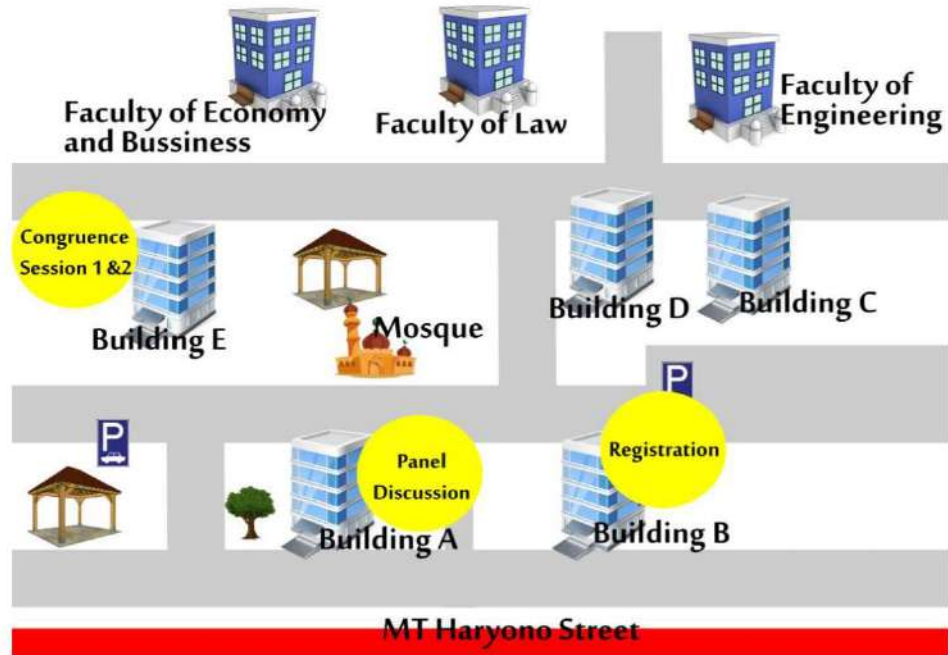 Faculty of Economy
and Bussiness
Faculty of Law
Faculty of
Engineering
Congruence
Session 1 &2
Building E
Mosque
Building D
Building C
P
P
Panel
Discussion
Registration
Building A
Building B
MT Haryono Street